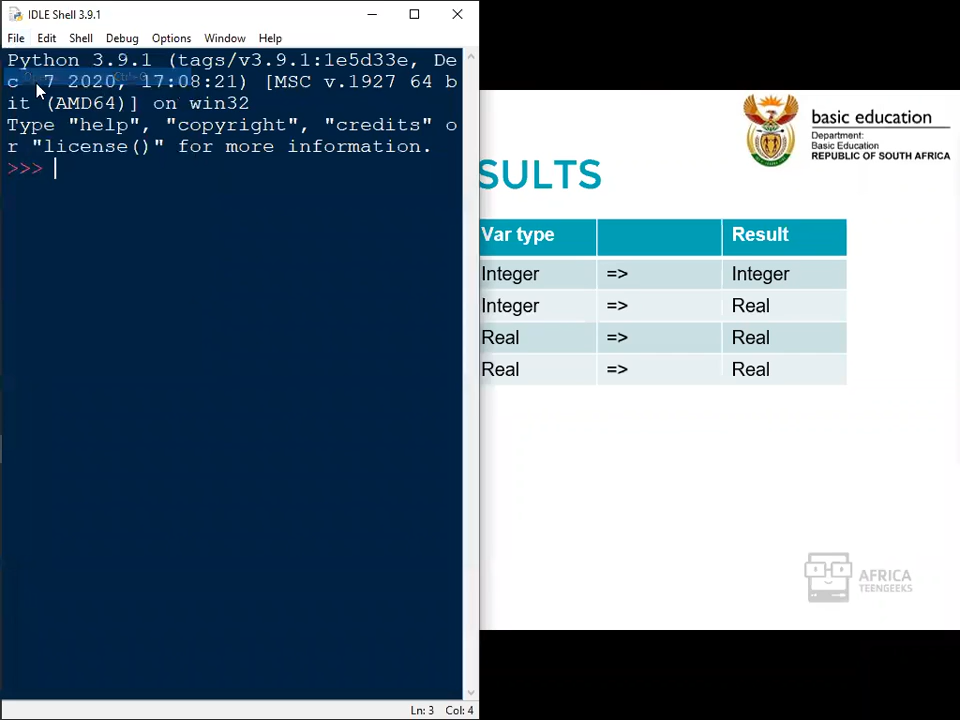 IDLE Shell 3.9.1
File Edit Shell Debug Options Window Help
Python 3.9.1 (tags/v3.9.1:1e5d33e, De
c 7 2020, 17:08:21) [MSC v.1927 64 b
it (AMD64)] on win32
Type "help", "copyright", "credits" o
r "license()" for more information.
>>>
Ln: 3 Col: 4
basic education
Department:
Basic Education
REPUBLIC OF SOUTH AFRICA
SULTS
Var type Result
Integer => Integer
Integer => Real
Real => Real
Real => Real
AFRICA
TEENGEEKS